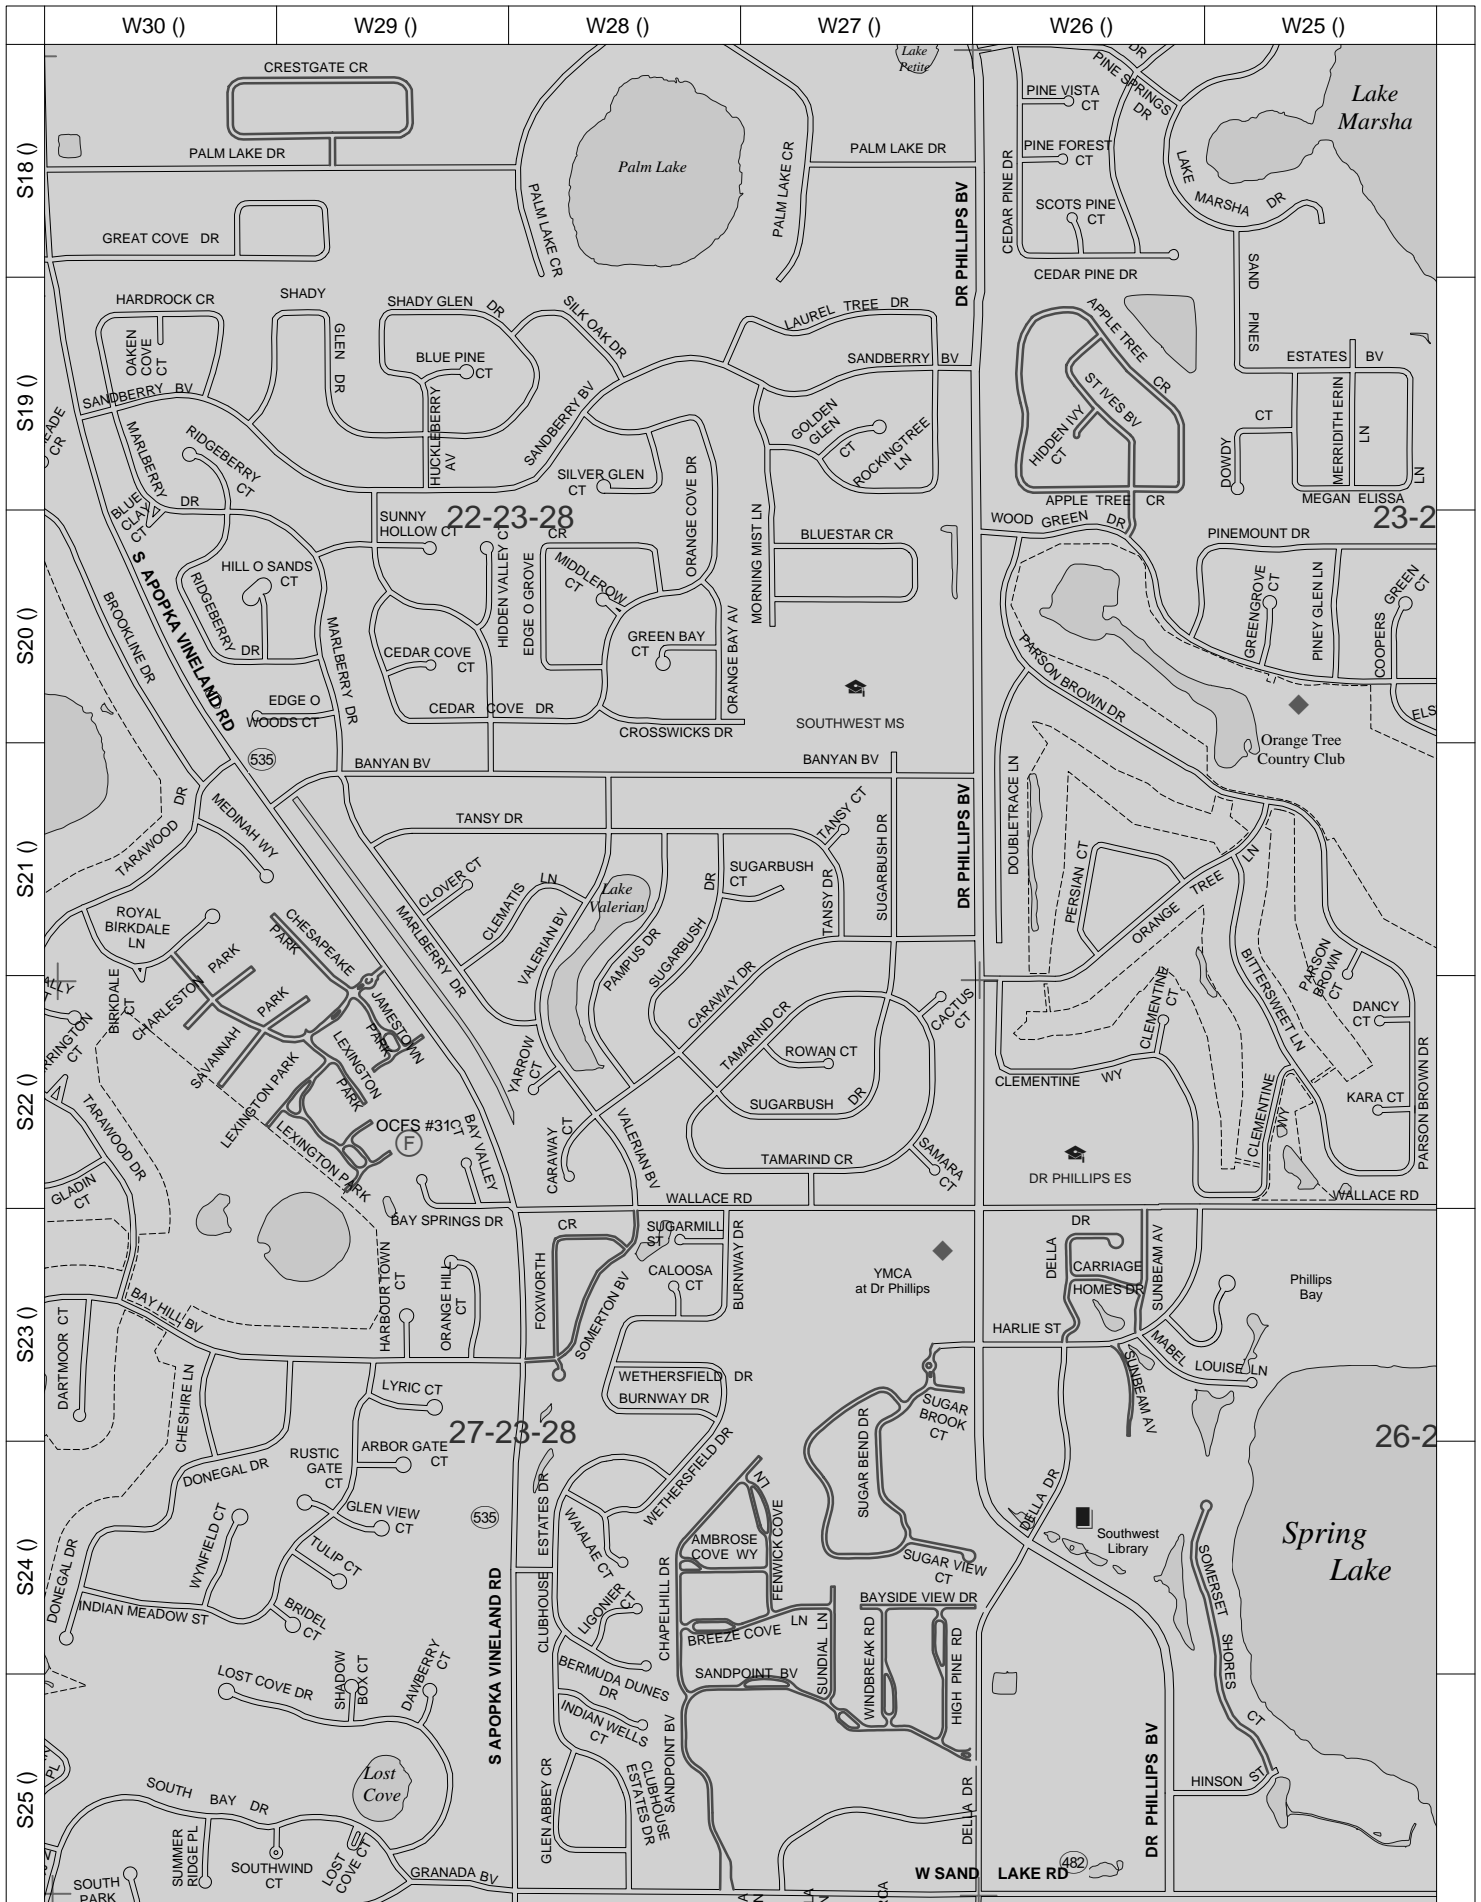 W30 ()
W29 ()
W28 ()
W27 ()
W26 ()
W25 ()
S18 ()
S19 ()
S20 ()
S21 ()
S22 ()
S23 ()
S24 ()
S25 ()
CRESTGATE CR
PALM LAKE DR
Palm Lake
PALM LAKE CR
PALM LAKE CR
PALM LAKE DR
Lake
Petite
DR PHILLIPS BV
CEDAR PINE DR
PINE VISTA
CT
PINE FOREST
CT
SCOTS PINE
CT
CEDAR PINE DR
DR
PINE SPRINGS
DR
LAKE
MARSHA
DR
Lake
Marsha
SAND
PINES
GREAT COVE DR
HARDROCK CR
OAKEN
COVE
CT
SHADY
GLEN
DR
SHADY GLEN
DR
BLUE PINE
CT
SILK OAK DR
LAUREL TREE DR
SANDBERRY BV
SANDBERRY BV
SANDBERRY BV
HUCKLEBERRY
AV
SILVER GLEN
CT
ORANGE COVE DR
GOLDEN
GLEN
CT
ROCKINGTREE
LN
APPLE TREE
CR
ST IVES BV
HIDDEN IVY
CT
APPLE TREE CR
ESTATES BV
CT
DOWDY
MERRIDITH ERIN
LN
LN
MEGAN ELISSA
EADE
CR
MARLBERRY
DR
RIDGEBERRY
CT
BLUE
CLAY
CT
SUNNY
HOLLOW CT
22-23-28
23-2
WOOD GREEN DR
PINEMOUNT DR
HILL O SANDS
CT
RIDGEBERRY
DR
S APOPKA VINELAND RD
BROOKLINE DR
MARLBERRY DR
CEDAR COVE
CT
HIDDEN VALLEY CT
EDGE O GROVE
CR
MIDDLEROW
CT
GREEN BAY
CT
ORANGE BAY AV
MORNING MIST LN
BLUESTAR CR
EDGE O
WOODS CT
CEDAR COVE DR
CROSSWICKS DR
SOUTHWEST MS
PARSON BROWN DR
GREENGROVE
CT
PINEY GLEN LN
COOPERS
GREEN
CT
ELS
Orange Tree
Country Club
535
BANYAN BV
BANYAN BV
TARAWOOD
DR
MEDINAH WY
TANSY DR
TANSY CT
TANSY DR
CLOVER CT
CLEMATIS
LN
Lake
Valerian
SUGARBUSH
CT
SUGARBUSH
DR
SUGARBUSH DR
DR PHILLIPS BV
DOUBLETRACE LN
PERSIAN CT
ORANGE
TREE
LN
MARLBERRY DR
VALERIAN BV
PAMPUS DR
ROYAL
BIRKDALE
LN
BIRKDALE
CT
CHARLESTON
PARK
CHESAPEAKE
PARK
SAVANNAH
PARK
JAMESTOWN
PARK
LEXINGTON
PARK
LEXINGTON PARK
LEXINGTON PARK
CARAWAY DR
TAMARIND CR
CACTUS
CT
ROWAN CT
SUGARBUSH
DR
CLEMENTINE
CT
CLEMENTINE
WY
CLEMENTINE
WY
BITTERSWEET LN
PARSON
BROWN
CT
DANCY
CT
KARA CT
PARSON BROWN DR
TARAWOOD DR
GLADIN
CT
OCFS #31
F
YARROW
CT
CARAWAY
CT
VALERIAN BV
BAY VALLEY
CT
TAMARIND CR
SAMARA
CT
DR PHILLIPS ES
WALLACE RD
WALLACE RD
BAY SPRINGS DR
FOXWORTH
CR
SUGARMILL
ST
CALOOSA
CT
BURNWAY DR
SOMERTON BV
YMCA
at Dr Phillips
DELLA
DR
CARRIAGE
HOMES DR
SUNBEAM AV
Phillips
Bay
HARBOUR TOWN
CT
ORANGE HILL
CT
BAY HILL BV
DARTMOOR CT
CHESHIRE LN
HARLIE ST
MABEL
LOUISE LN
SUNBEAM AV
WETHERSFIELD DR
BURNWAY DR
LYRIC CT
27-23-28
26-2
SUGAR
BROOK
CT
SUGAR BEND DR
DONEGAL DR
RUSTIC
GATE
CT
ARBOR GATE
CT
GLEN VIEW
CT
535
ESTATES DR
WETHERSFIELD DR
WAIALAE CT
AMBROSE
COVE WY
LN
FENWICK COVE
SUGAR VIEW
CT
DELLA DR
Southwest
Library
Spring
Lake
DONEGAL DR
WYNFIELD CT
TULIP CT
INDIAN MEADOW ST
BRIDEL
CT
S APOPKA VINELAND RD
CLUBHOUSE
LIGONIER
CT
CHAPELHILL DR
BREEZE COVE
LN
SUNDIAL LN
BAYSIDE VIEW DR
WINDBREAK RD
HIGH PINE RD
SOMERSET
SHORES
CT
LOST COVE DR
SHADOW
BOX CT
DAWBERRY
CT
BERMUDA DUNES
DR
INDIAN WELLS
CT
SANDPOINT BV
SANDPOINT BV
DR PHILLIPS BV
HINSON
ST
PL
SOUTH
BAY DR
Lost
Cove
GLEN ABBEY CR
CLUBHOUSE
ESTATES DR
DELLA DR
SUMMER
RIDGE PL
SOUTHWIND
CT
LOST
COVE CT
GRANADA BV
SOUTH
PARK
W SAND LAKE RD
482